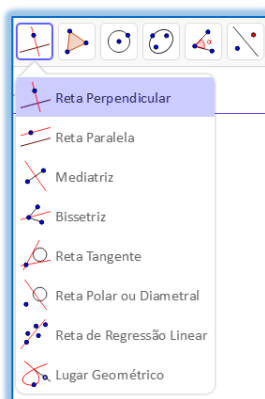 Reta Perpendicular
Reta Paralela
Mediatriz
Bissetriz
Reta Tangente
Reta Polar ou Diametral
Reta de Regressão Linear
Lugar Geométrico